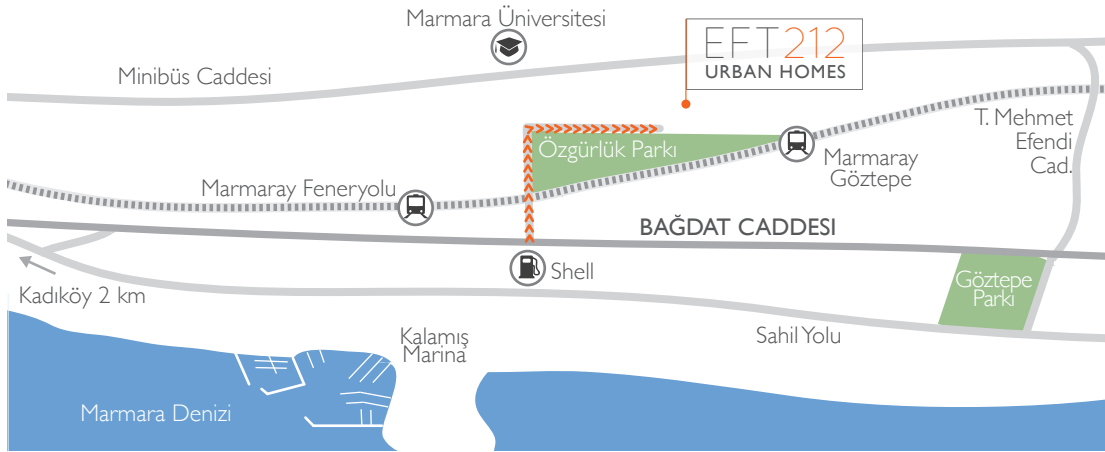 Marmara Üniversitesi
EFT212
URBAN HOMES
Minibüs Caddesi
T. Mehmet
Efendi
Cad.
Özgürlük Parkı
Marmaray
Göztepe
Marmaray Feneryolu
BAĞDAT CADDESİ
Shell
Göztepe
Parkı
Kadıköy 2 km
Kalamış
Marina
Sahil Yolu
Marmara Denizi